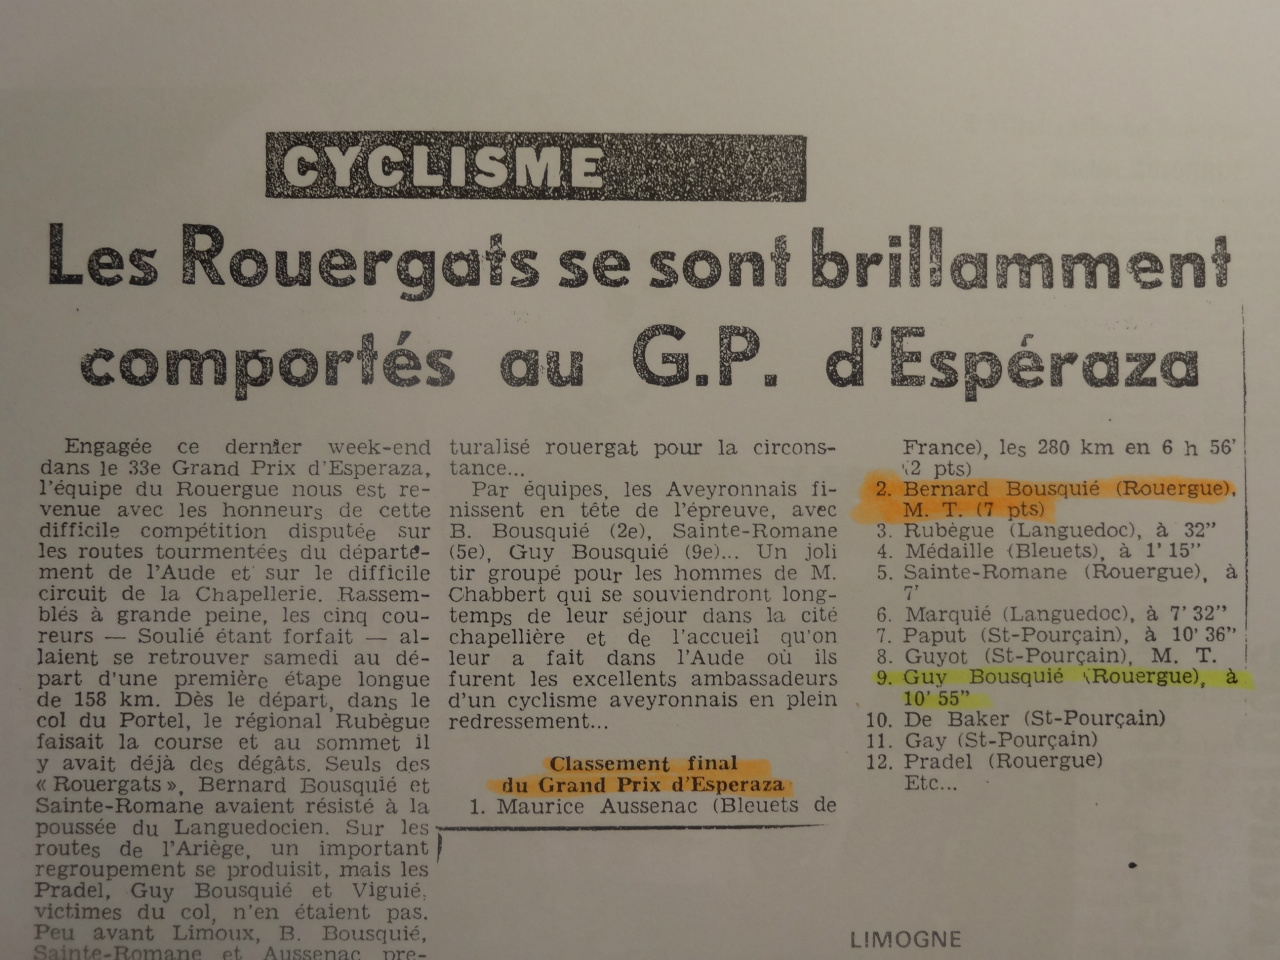 CYCLISME
Les Rouergats se sont brillamment
comportés au G.P. d'Espéraza
Engagée ce dernier week-end
dans le 33e Grand Prix d'Esperaza,
l'équipe du Rouergue nous est re-
venue avec les honneurs de cette
difficile compétition disputée sur
les routes tourmentées du départe-
ment de l'Aude et sur le difficile
circuit de la Chapellerie. Rassem-
blés à grande peine, les cinq cou-
reurs — Soulié étant forfait — al-
laient se retrouver samedi au dé-
part d'une première étape longue
de 158 km. Dès le départ, dans le
col du Portel, le régional Rubègue
faisait la course et au sommet il
y avait déjà des dégâts. Seuls des
« Rouergats », Bernard Bousquié et
Sainte-Romane avaient résisté à la
poussée du Languedocien. Sur les
routes de l'Ariège, un important
regroupement se produisit, mais les
Pradel, Guy Bousquié et Viguié,
victimes du col, n'en étaient pas.
Peu avant Limoux, B. Bousquié,
Sainte-Romane et Aussenac pre-
turalisé rouergat pour la circons-
tance...
Par équipes, les Aveyronnais fi-
nissent en tête de l'épreuve, avec
B. Bousquié (2e), Sainte-Romane
(5e), Guy Bousquié (9e)... Un joli
tir groupé pour les hommes de M.
Chabbert qui se souviendront long-
temps de leur séjour dans la cité
chapellière et de l'accueil qu'on
leur a fait dans l'Aude où ils
furent les excellents ambassadeurs
d'un cyclisme aveyronnais en plein
redressement...
Classement final
du Grand Prix d'Esperaza
1. Maurice Aussenac (Bleuets de
France), les 280 km en 6 h 56'
(2 pts)
2. Bernard Bousquié (Rouergue),
M. T. (7 pts)
3. Rubègue (Languedoc), à 32"
4. Médaille (Bleuets), à 1' 15"
5. Sainte-Romane (Rouergue), à
7'
6. Marquié (Languedoc), à 7' 32"
7. Paput (St-Pourçain), à 10' 36"
8. Guyot (St-Pourçain), M. T.
9. Guy Bousquié (Rouergue), à
10' 55"
10. De Baker (St-Pourçain)
11. Gay (St-Pourçain)
12. Pradel (Rouergue)
Etc...
LIMOGNE